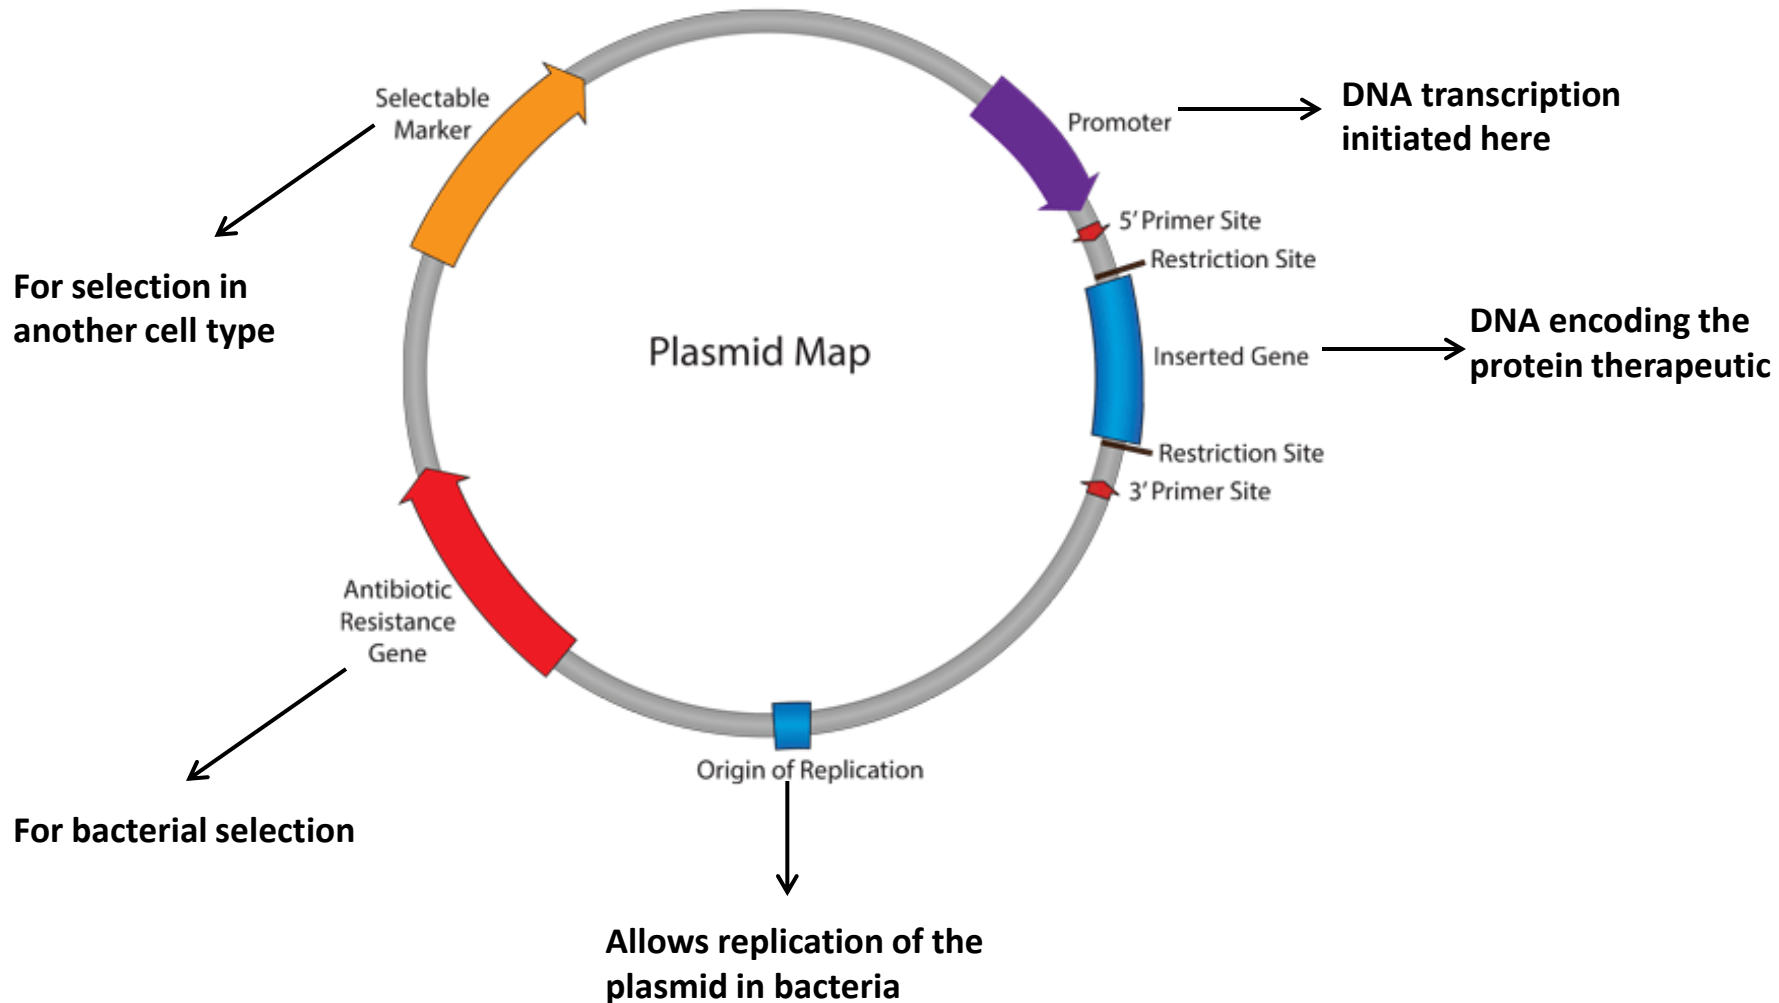 Selectable
Marker
For selection in
another cell type
Promoter
DNA transcription
initiated here
5’ Primer Site
Restriction Site
Plasmid Map
Inserted Gene
DNA encoding the
protein therapeutic
Restriction Site
3’ Primer Site
Antibiotic
Resistance
Gene
For bacterial selection
Origin of Replication
Allows replication of the
plasmid in bacteria